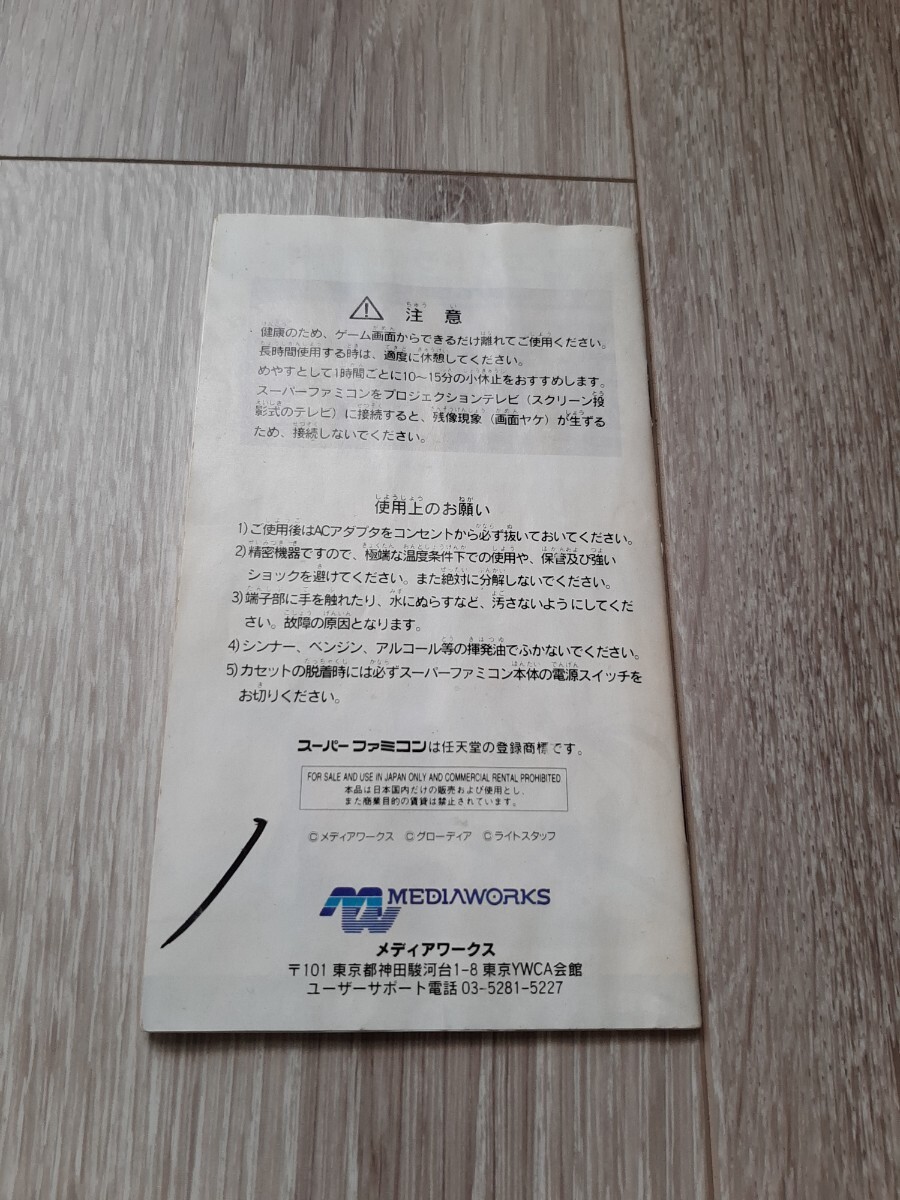 注意
健康のため、ゲーム画面からできるだけ離れてご使用ください。
長時間使用する時は、適度に休憩してください。
めやすとして1時間ごとに10〜15分の小休止をおすすめします。
スーパーファミコンをプロジェクションテレビ（スクリーン投
影式のテレビ）に接続すると、残像現象（画面ヤケ）が生ずる
ため、接続しないでください。
使用上のお願い
1)ご使用後はACアダプタをコンセントから必ず抜いておいてください。
2)精密機器ですので、極端な温度条件下での使用や、保管及び強い
ショックを避けてください。また絶対に分解しないでください。
3)端子部に手を触れたり、水にぬらすなど、汚さないようにしてくだ
さい。故障の原因となります。
4)シンナー、ベンジン、アルコール等の揮発油でふかないでください。
5)カセットの脱着時には必ずスーパーファミコン本体の電源スイッチを
お切りください。
スーパーファミコンは任天堂の登録商標です。
FOR SALE AND USE IN JAPAN ONLY AND COMMERCIAL RENTAL PROHIBITED
本品は日本国内だけの販売および使用とし、
また商業目的の賃貸は禁止されています。
©メディアワークス ©グローディア ©ライトスタッフ
MEDIAWORKS
メディアワークス
〒101 東京都神田駿河台1-8 東京YWCA会館
ユーザーサポート電話 03-5281-5227